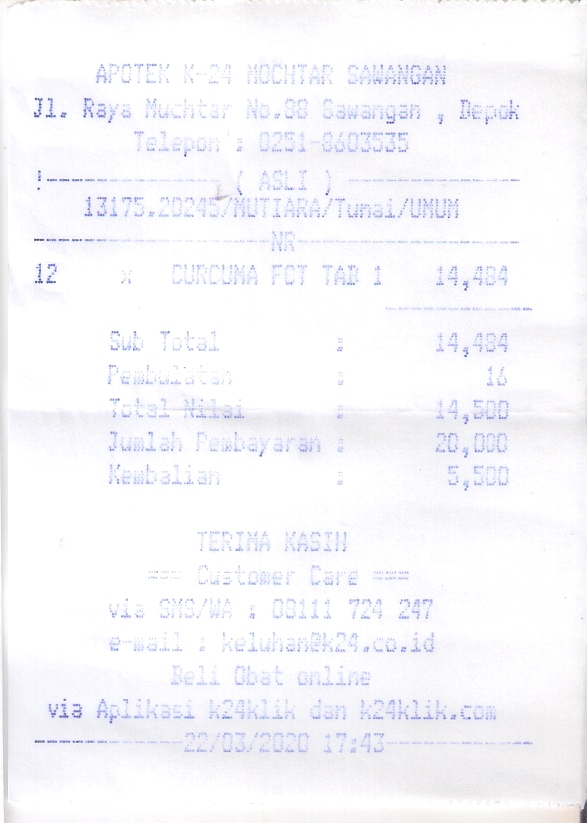 APOTEK K-24 MOCHTAR SAWANGAN
Jl. Raya Muchtar No.88 Sawangan , Depok
Telepon : 0251-8603535
!--------------- ( ASLI ) ---------------
13175.20245/MUTIARA/Tunai/UMUM
--------------------NR--------------------
12 x CURCUMA FCT TAB 1 14,484
Sub Total : 14,484
Pembulatan : 16
Total Nilai : 14,500
Jumlah Pembayaran : 20,000
Kembalian : 5,500
TERIMA KASIH
=== Customer Care ===
via SMS/WA : 08111 724 247
e-mail : keluhan@k24.co.id
Beli Obat online
via Aplikasi k24klik dan k24klik.com
------------22/03/2020 17:43------------